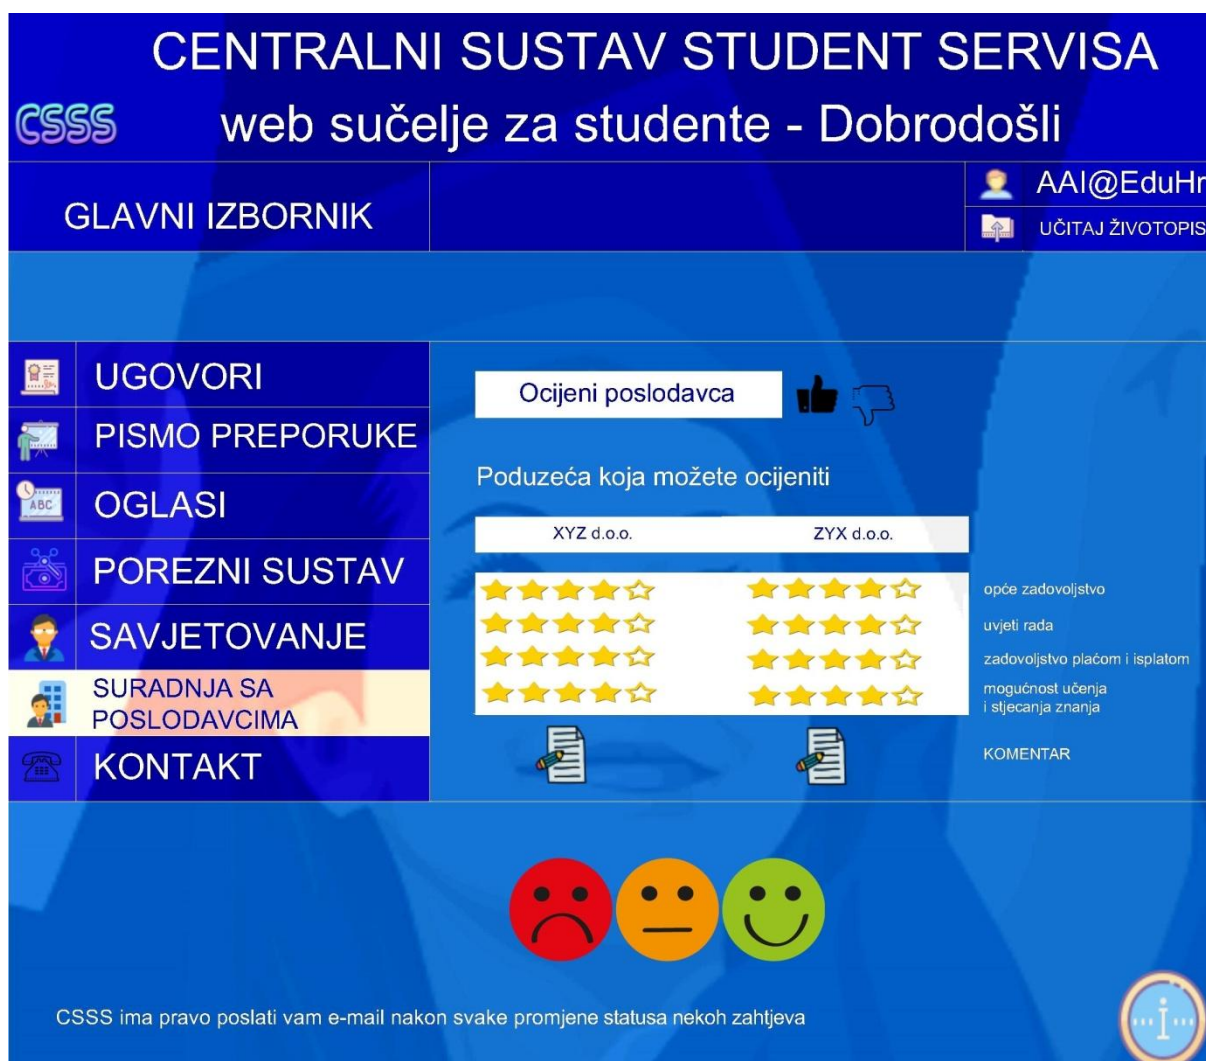 CENTRALNI SUSTAV STUDENT SERVISA
CSSS
web sučelje za studente - Dobrodošli
GLAVNI IZBORNIK
AAI@EduHr
UČITAJ ŽIVOTOPIS
UGOVORI
PISMO PREPORUKE
ABC
OGLASI
POREZNI SUSTAV
SAVJETOVANJE
SURADNJA SA
POSLODAVCIMA
KONTAKT
Ocijeni poslodavca
Poduzeća koja možete ocijeniti
XYZ d.o.o.
ZYX d.o.o.
opće zadovoljstvo
uvjeti rada
zadovoljstvo plaćom i isplatom
mogućnost učenja
i stjecanja znanja
KOMENTAR
CSSS ima pravo poslati vam e-mail nakon svake promjene statusa nekoh zahtjeva